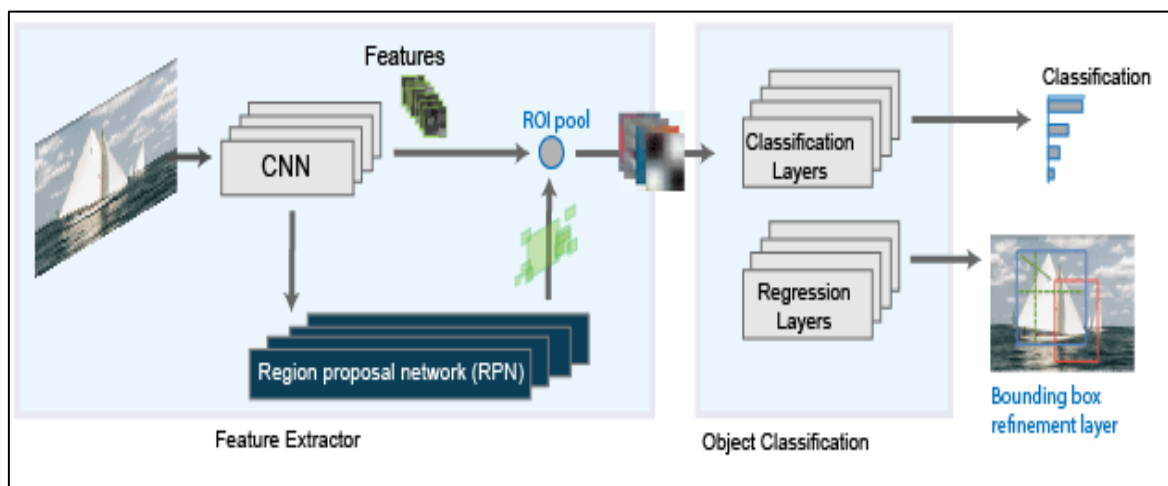 Features
ROI pool
CNN
Region proposal network (RPN)
Feature Extractor
Classification
Layers
Regression
Layers
Object Classification
Classification
Bounding box
refinement layer